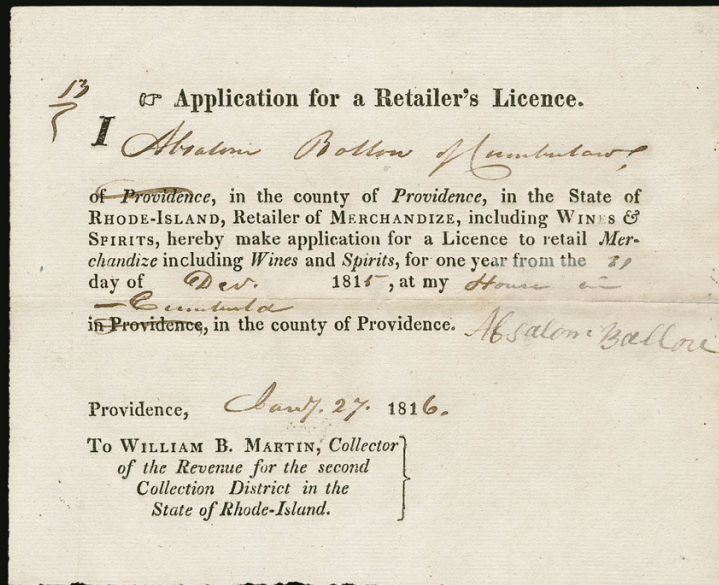 13
☞ Application for a Retailer's Licence.
I Absalom Ballou of Cumberland
of Providence, in the county of Providence, in the State of
RHODE-ISLAND, Retailer of MERCHANDIZE, including WINES &
SPIRITS, hereby make application for a Licence to retail Mer-
chandize including Wines and Spirits, for one year from the 31
day of Dec. 1815, at my House in
Cumberld
in Providence, in the county of Providence. Absalom Ballou
Providence, Jany. 27. 1816.
To WILLIAM B. MARTIN, Collector
of the Revenue for the second
Collection District in the
State of Rhode-Island.